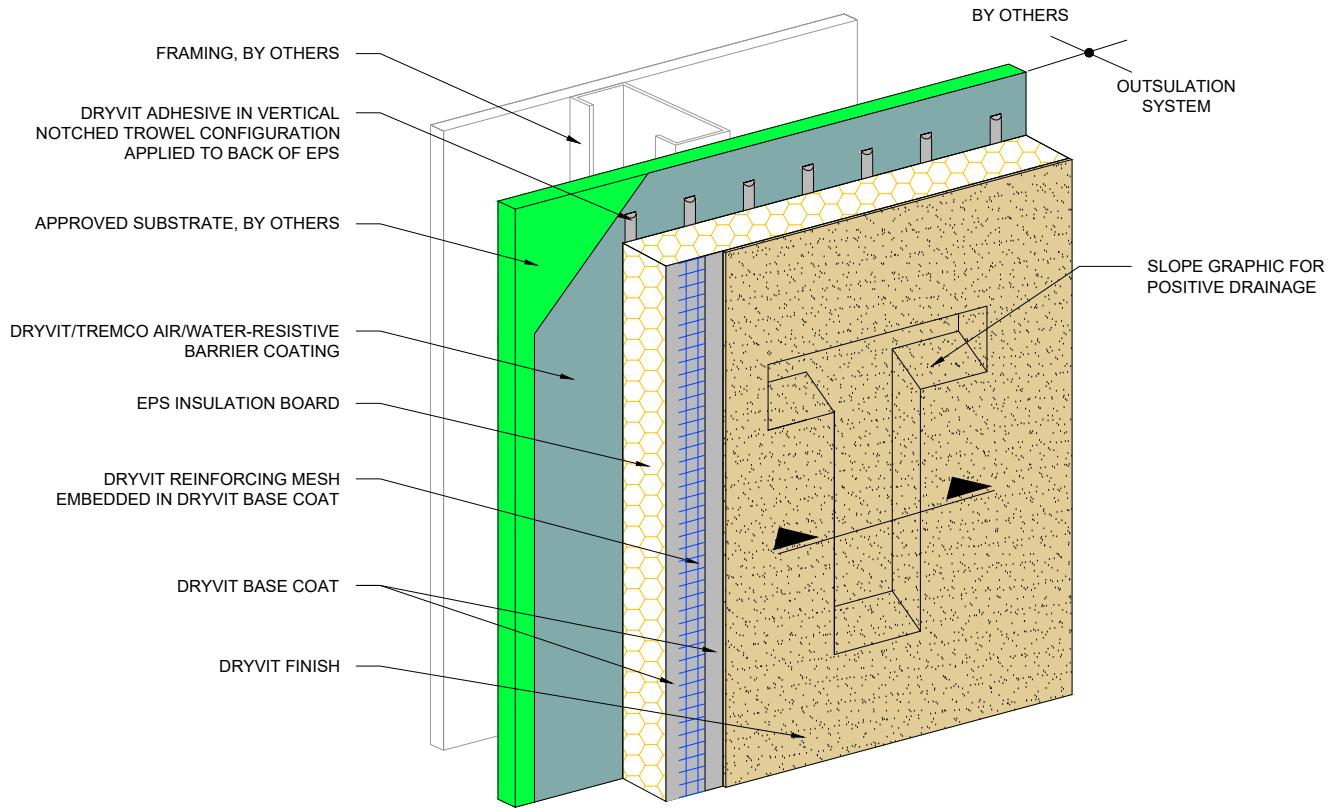 BY OTHERS
OUTSULATION
SYSTEM
FRAMING, BY OTHERS
DRYVIT ADHESIVE IN VERTICAL
NOTCHED TROWEL CONFIGURATION
APPLIED TO BACK OF EPS
APPROVED SUBSTRATE, BY OTHERS
DRYVIT/TREMCO AIR/WATER-RESISTIVE
BARRIER COATING
EPS INSULATION BOARD
DRYVIT REINFORCING MESH
EMBEDDED IN DRYVIT BASE COAT
DRYVIT BASE COAT
DRYVIT FINISH
SLOPE GRAPHIC FOR
POSITIVE DRAINAGE